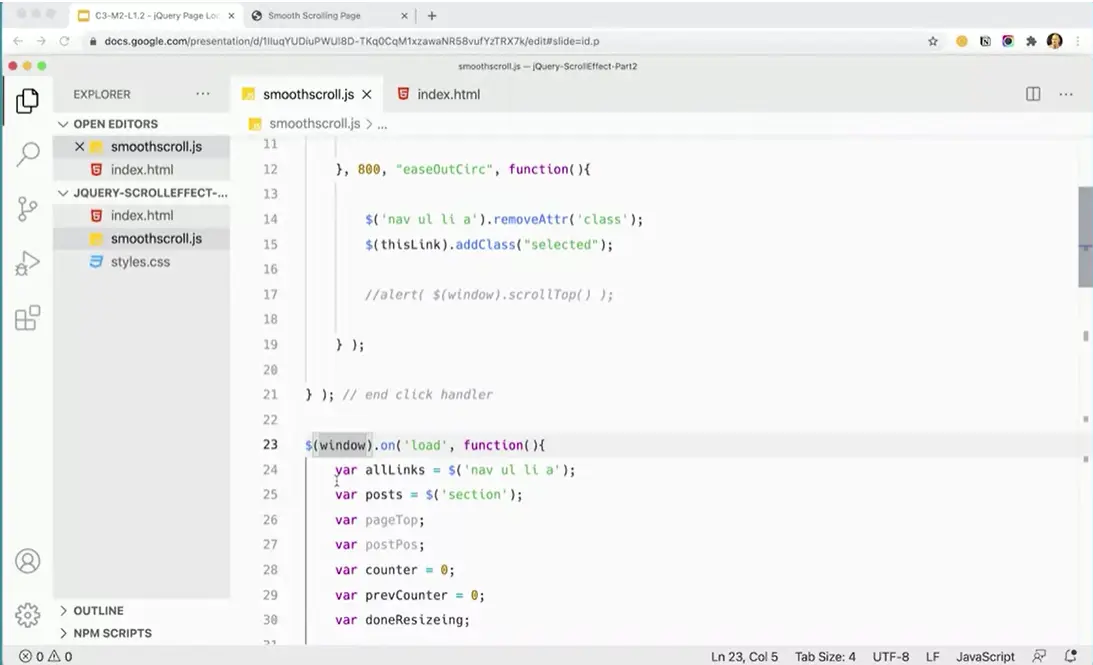 C3-M2-L1.2 - jQuery Page Loc
Smooth Scrolling Page
docs.google.com/presentation/d/1IIuqYUDiuPWUl8D-TKq0CqM1xzawaNR58vufYzTRX7k/edit#slide=id.p
smoothscroll.js — jQuery-ScrollEffect-Part2
EXPLORER
smoothscroll.js
index.html
OPEN EDITORS
smoothscroll.js > ...
smoothscroll.js
index.html
JQUERY-SCROLLEFFECT-...
index.html
smoothscroll.js
styles.css
11
12 }, 800, "easeOutCirc", function(){
13
14 $('nav ul li a').removeAttr('class');
15 $(thisLink).addClass("selected");
16
17 //alert( $(window).scrollTop() );
18
19 } );
20
21 } ); // end click handler
22
23 $(window).on('load', function(){
24 var allLinks = $('nav ul li a');
25 var posts = $('section');
26 var pageTop;
27 var postPos;
28 var counter = 0;
29 var prevCounter = 0;
30 var doneResizeing;
31
OUTLINE
NPM SCRIPTS
0 0
Ln 23, Col 5 Tab Size: 4 UTF-8 LF JavaScript